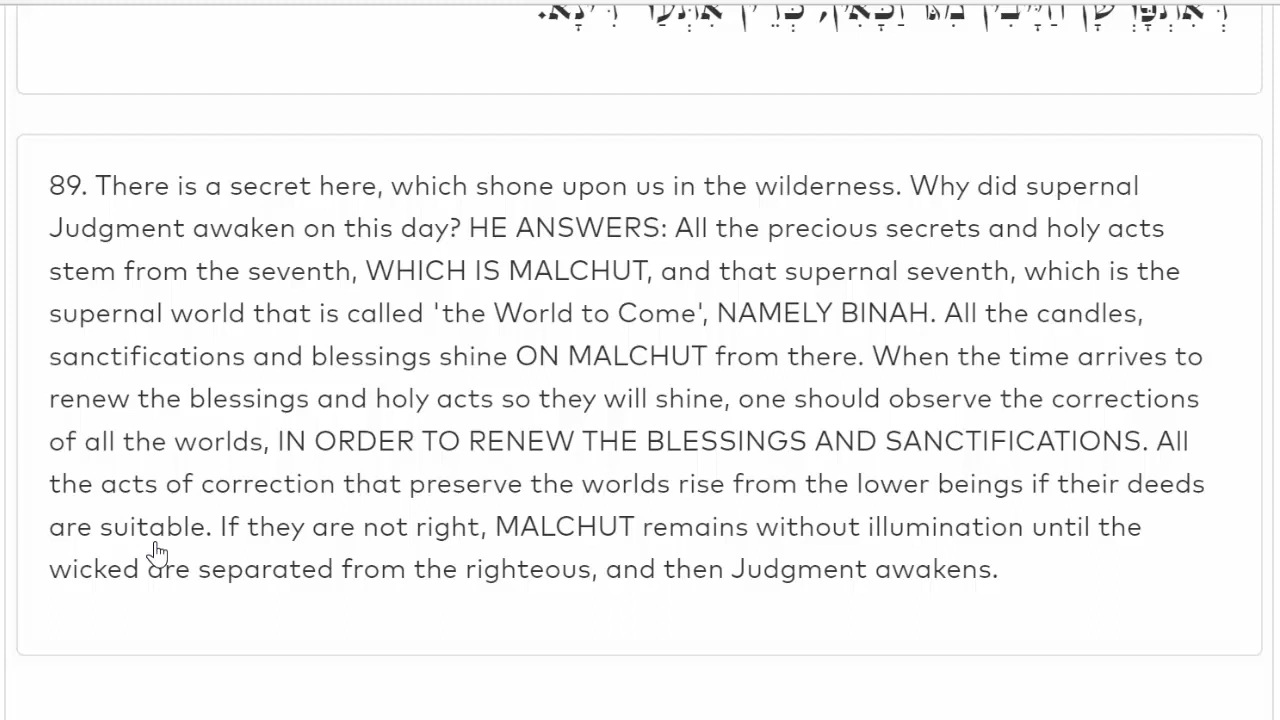 דְּאִתְפָּרְשָׁן חַיָּיבִין מִגּוֹ זַכָּאִין, כְּדֵין אִתְּעַר דִּינָא.
89. There is a secret here, which shone upon us in the wilderness. Why did supernal
Judgment awaken on this day? HE ANSWERS: All the precious secrets and holy acts
stem from the seventh, WHICH IS MALCHUT, and that supernal seventh, which is the
supernal world that is called 'the World to Come', NAMELY BINAH. All the candles,
sanctifications and blessings shine ON MALCHUT from there. When the time arrives to
renew the blessings and holy acts so they will shine, one should observe the corrections
of all the worlds, IN ORDER TO RENEW THE BLESSINGS AND SANCTIFICATIONS. All
the acts of correction that preserve the worlds rise from the lower beings if their deeds
are suitable. If they are not right, MALCHUT remains without illumination until the
wicked are separated from the righteous, and then Judgment awakens.